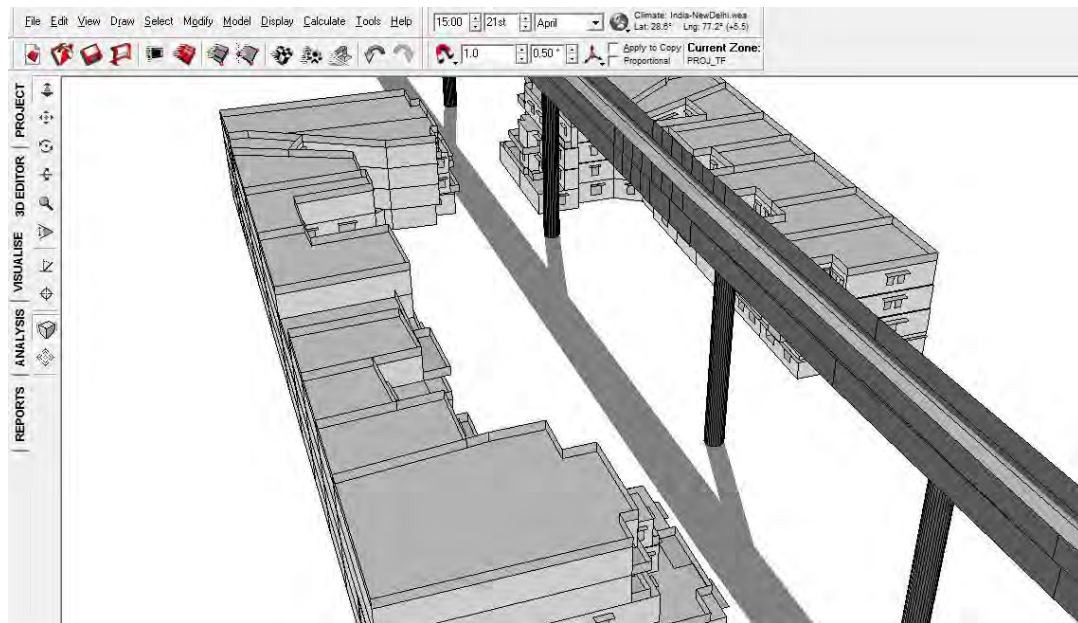 File Edit View Draw Select Modify Model Display Calculate Tools Help
15:00 21st April Climate: India-NewDelhi.wea
Lat: 28.6° Lng: 77.2° (+5.5)
1.0 0.50° Apply to Copy Current Zone:
Proportional PROJ_TF
PROJECT
3D EDITOR
VISUALISE
ANALYSIS
REPORTS